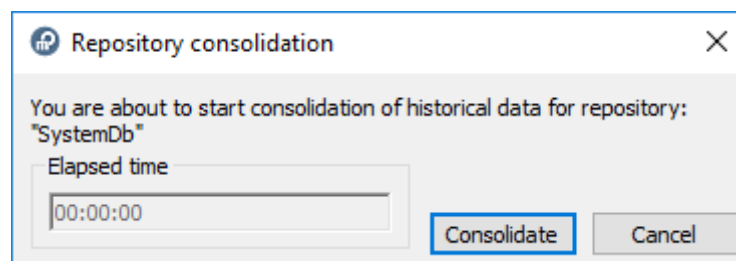 Repository consolidation
You are about to start consolidation of historical data for repository:
"SystemDb"
Elapsed time
00:00:00
Consolidate Cancel